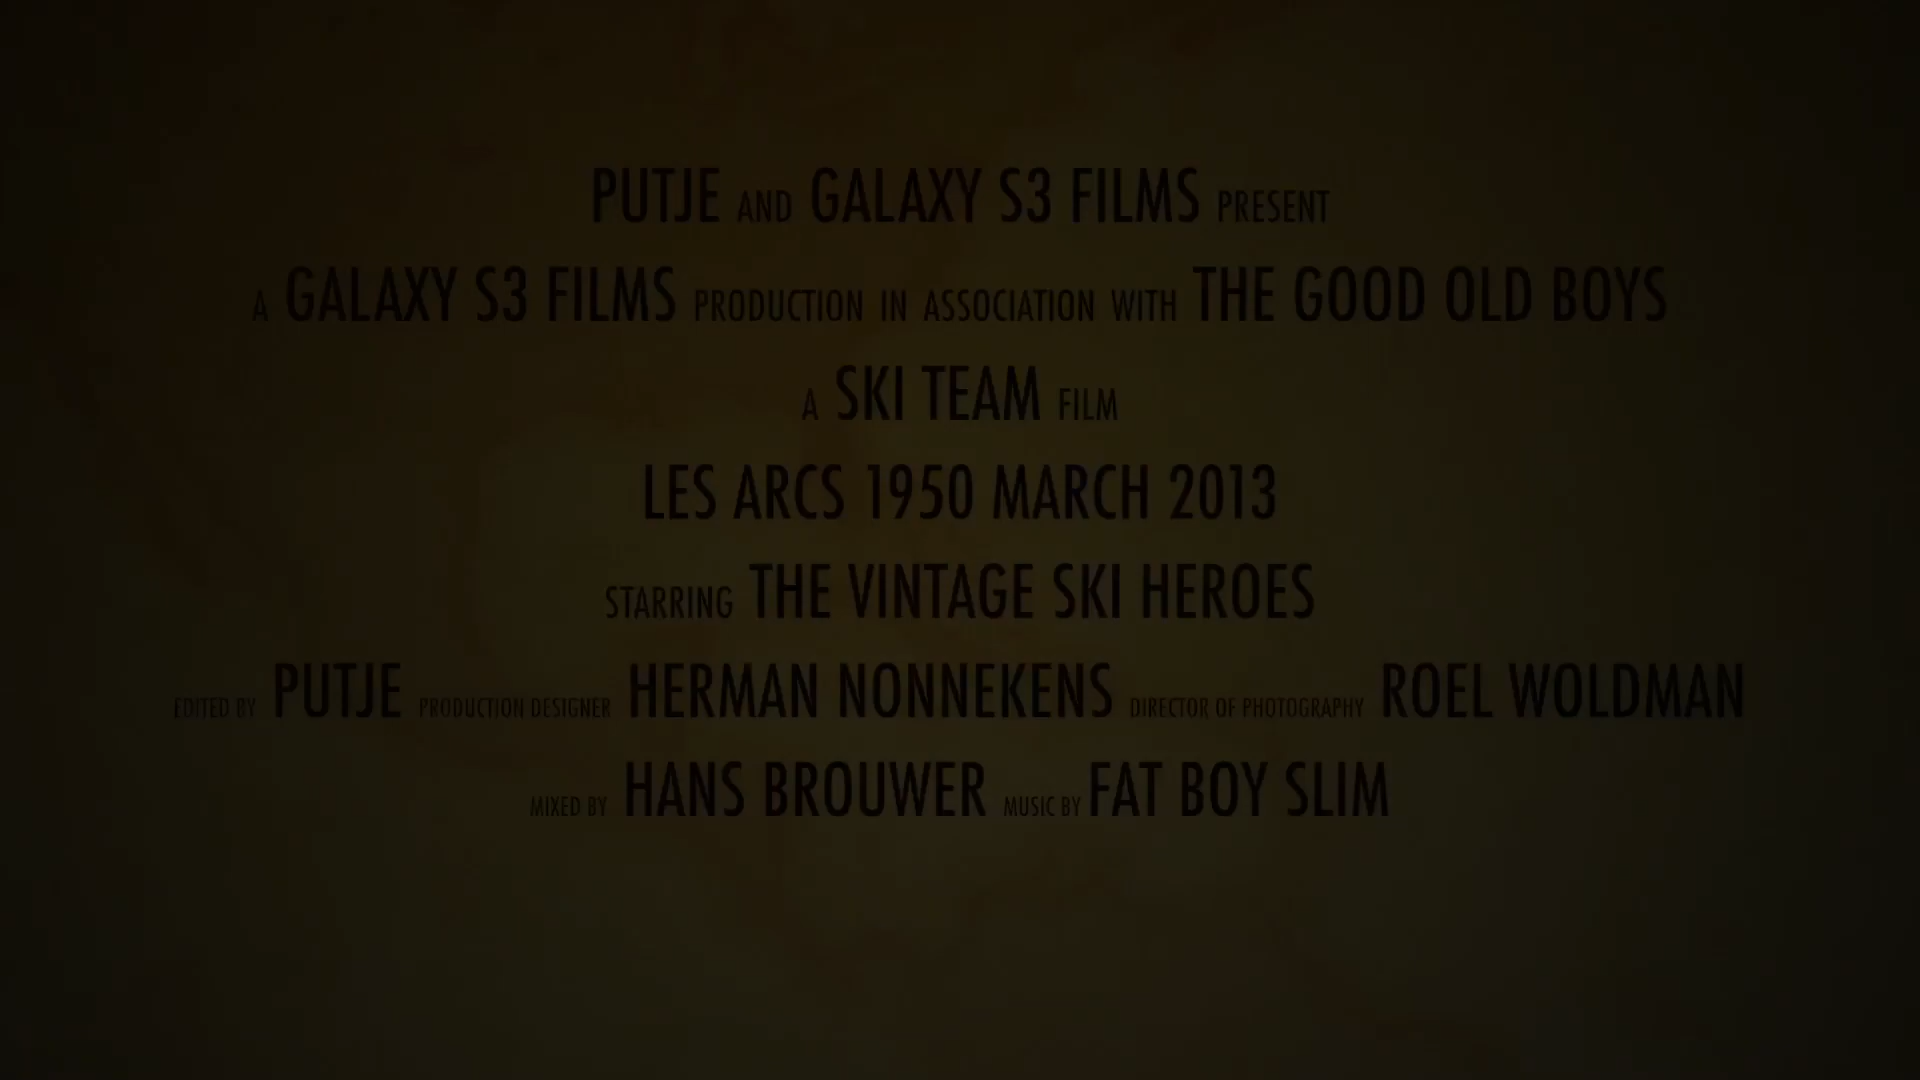 PUTJE AND GALAXY S3 FILMS PRESENT
A GALAXY S3 FILMS PRODUCTION IN ASSOCIATION WITH THE GOOD OLD BOYS
A SKI TEAM FILM
LES ARCS 1950 MARCH 2013
STARRING THE VINTAGE SKI HEROES
EDITED BY PUTJE PRODUCTION DESIGNER HERMAN NONNEKENS DIRECTOR OF PHOTOGRAPHY ROEL WOLDMAN
MIXED BY HANS BROUWER MUSIC BY FAT BOY SLIM